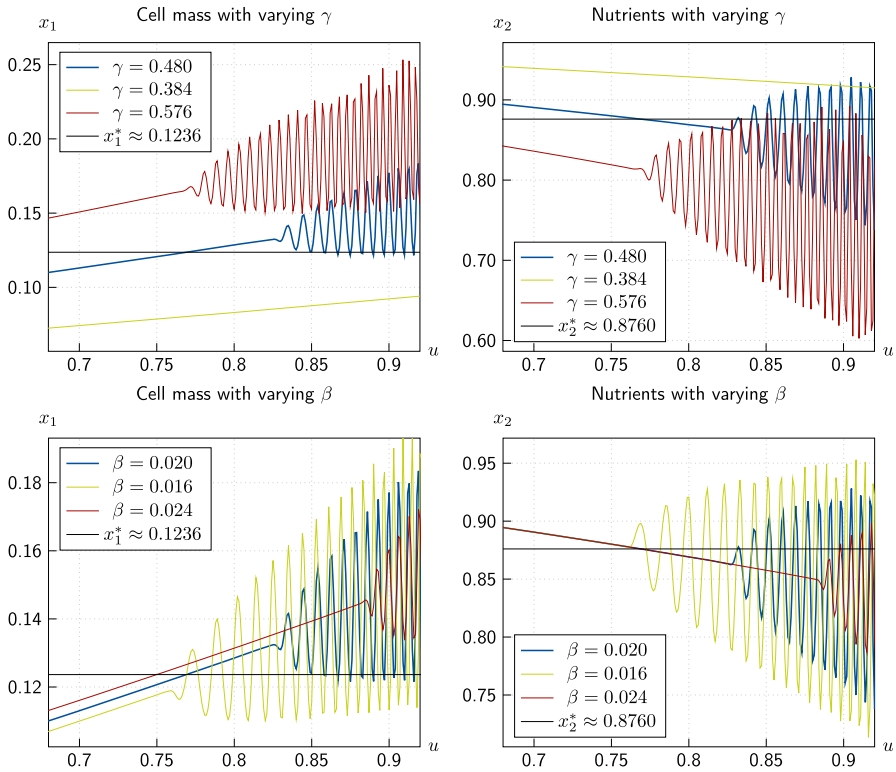 Cell mass with varying γ
x₁
0.25
0.20
0.15
0.10
γ = 0.480
γ = 0.384
γ = 0.576
x₁* ≈ 0.1236
0.7 0.75 0.8 0.85 0.9
u
Nutrients with varying γ
x₂
0.90
0.80
0.70
0.60
γ = 0.480
γ = 0.384
γ = 0.576
x₂* ≈ 0.8760
0.7 0.75 0.8 0.85 0.9
u
Cell mass with varying β
x₁
0.18
0.16
0.14
0.12
β = 0.020
β = 0.016
β = 0.024
x₁* ≈ 0.1236
0.7 0.75 0.8 0.85 0.9
u
Nutrients with varying β
x₂
0.95
0.90
0.85
0.80
0.75
β = 0.020
β = 0.016
β = 0.024
x₂* ≈ 0.8760
0.7 0.75 0.8 0.85 0.9
u